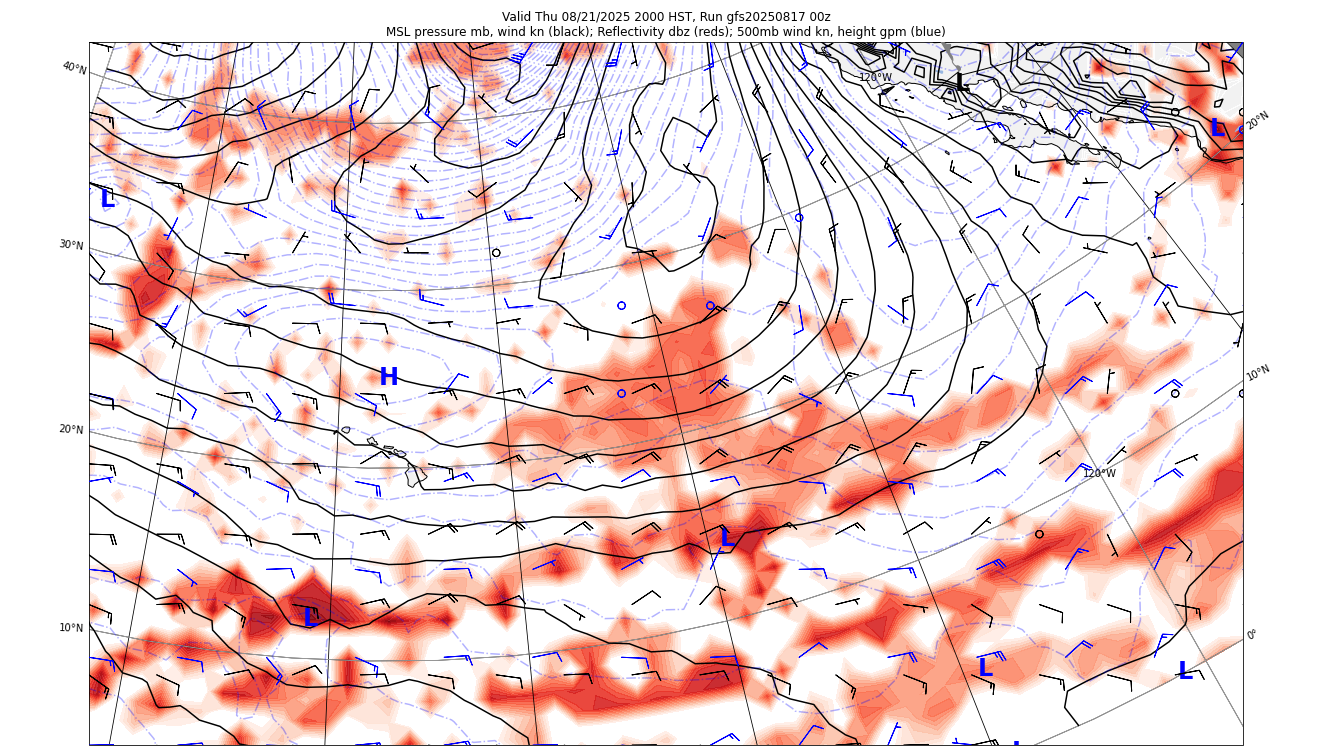 Valid Thu 08/21/2025 2000 HST, Run gfs20250817 00z
MSL pressure mb, wind kn (black); Reflectivity dbz (reds); 500mb wind kn, height gpm (blue)
40°N
120°W
L
L
20°N
L
30°N
H
10°N
20°N
120°W
L
L
10°N
0°
L
L